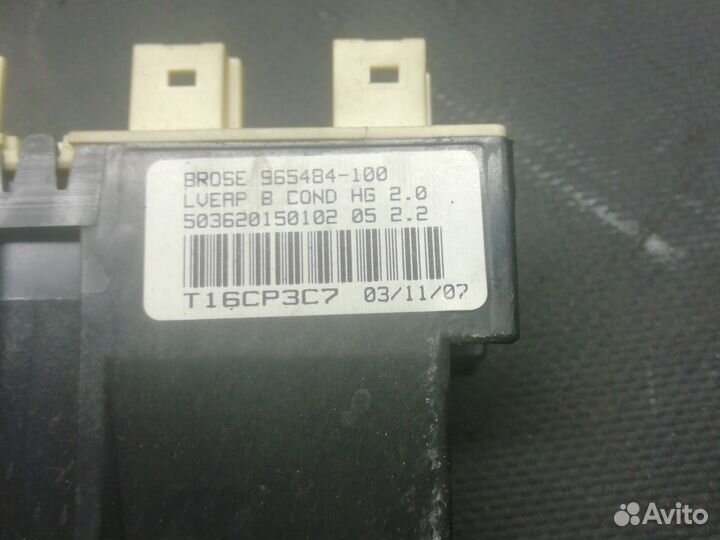 BROSE 965484-100
LVEAP B COND HG 2.0
503620150102 05 2.2
T16CP3C7 03/11/07
Avito